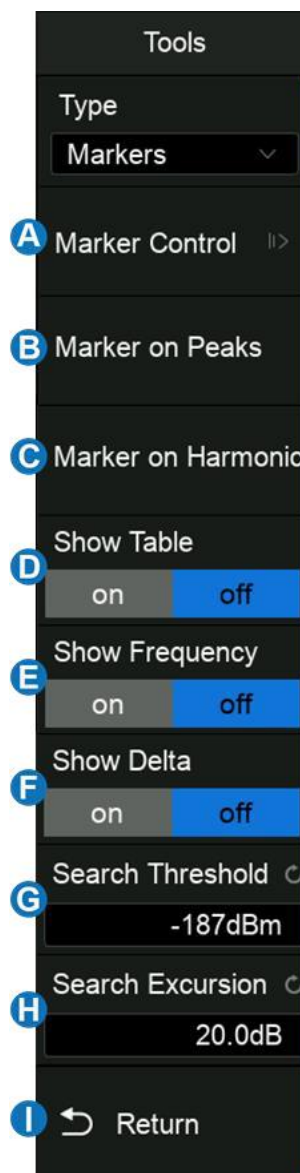 Tools
Type
Markers
A Marker Control
B Marker on Peaks
C Marker on Harmonic
D Show Table
on off
E Show Frequency
on off
F Show Delta
on off
G Search Threshold
-187dBm
H Search Excursion
20.0dB
I Return